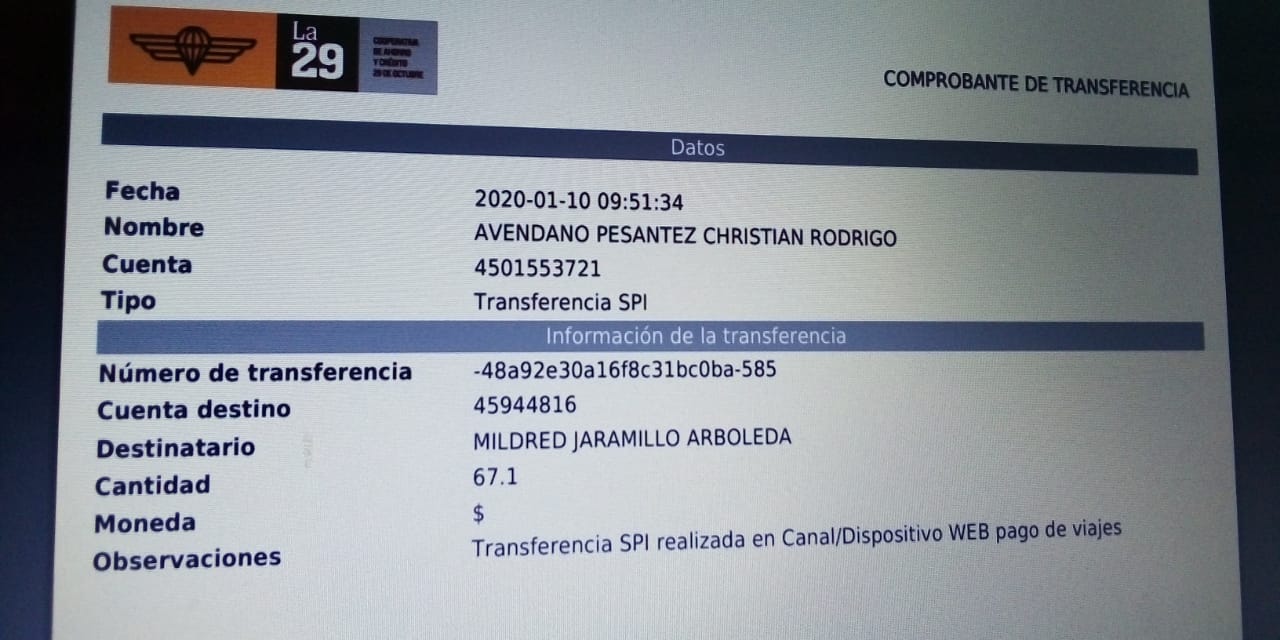 La
29
COOPERATIVA
DE AHORRO
Y CRÉDITO
29 DE OCTUBRE
COMPROBANTE DE TRANSFERENCIA
Datos
Fecha 2020-01-10 09:51:34
Nombre AVENDANO PESANTEZ CHRISTIAN RODRIGO
Cuenta 4501553721
Tipo Transferencia SPI
Información de la transferencia
Número de transferencia -48a92e30a16f8c31bc0ba-585
Cuenta destino 45944816
Destinatario MILDRED JARAMILLO ARBOLEDA
Cantidad 67.1
Moneda $
Observaciones Transferencia SPI realizada en Canal/Dispositivo WEB pago de viajes